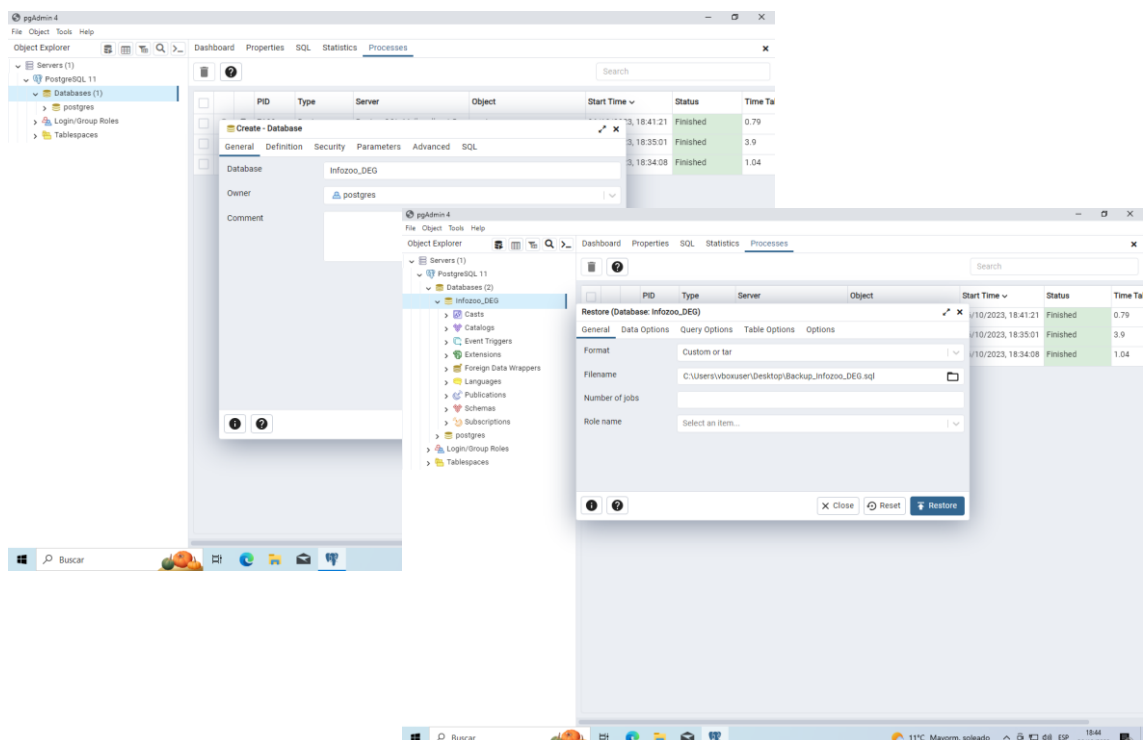 pgAdmin 4
File Object Tools Help
Object Explorer
Dashboard Properties SQL Statistics Processes
Servers (1)
PostgreSQL 11
Databases (1)
postgres
Login/Group Roles
Tablespaces
Search
PID Type Server Object Start Time Status Time Ta
3, 18:41:21 Finished 0.79
3, 18:35:01 Finished 3.9
3, 18:34:08 Finished 1.04
Create - Database
General Definition Security Parameters Advanced SQL
Database Infozoo_DEG
Owner postgres
Comment
Buscar
pgAdmin 4
File Object Tools Help
Object Explorer
Dashboard Properties SQL Statistics Processes
Servers (1)
PostgreSQL 11
Databases (2)
Infozoo_DEG
Casts
Catalogs
Event Triggers
Extensions
Foreign Data Wrappers
Languages
Publications
Schemas
Subscriptions
postgres
Login/Group Roles
Tablespaces
Search
PID Type Server Object Start Time Status Time Ta
/10/2023, 18:41:21 Finished 0.79
/10/2023, 18:35:01 Finished 3.9
/10/2023, 18:34:08 Finished 1.04
Restore (Database: Infozoo_DEG)
General Data Options Query Options Table Options Options
Format Custom or tar
Filename C:\Users\vboxuser\Desktop\Backup_Infozoo_DEG.sql
Number of jobs
Role name Select an item...
Close Reset Restore
Buscar
11°C Mayorm. soleado ESP 18:44